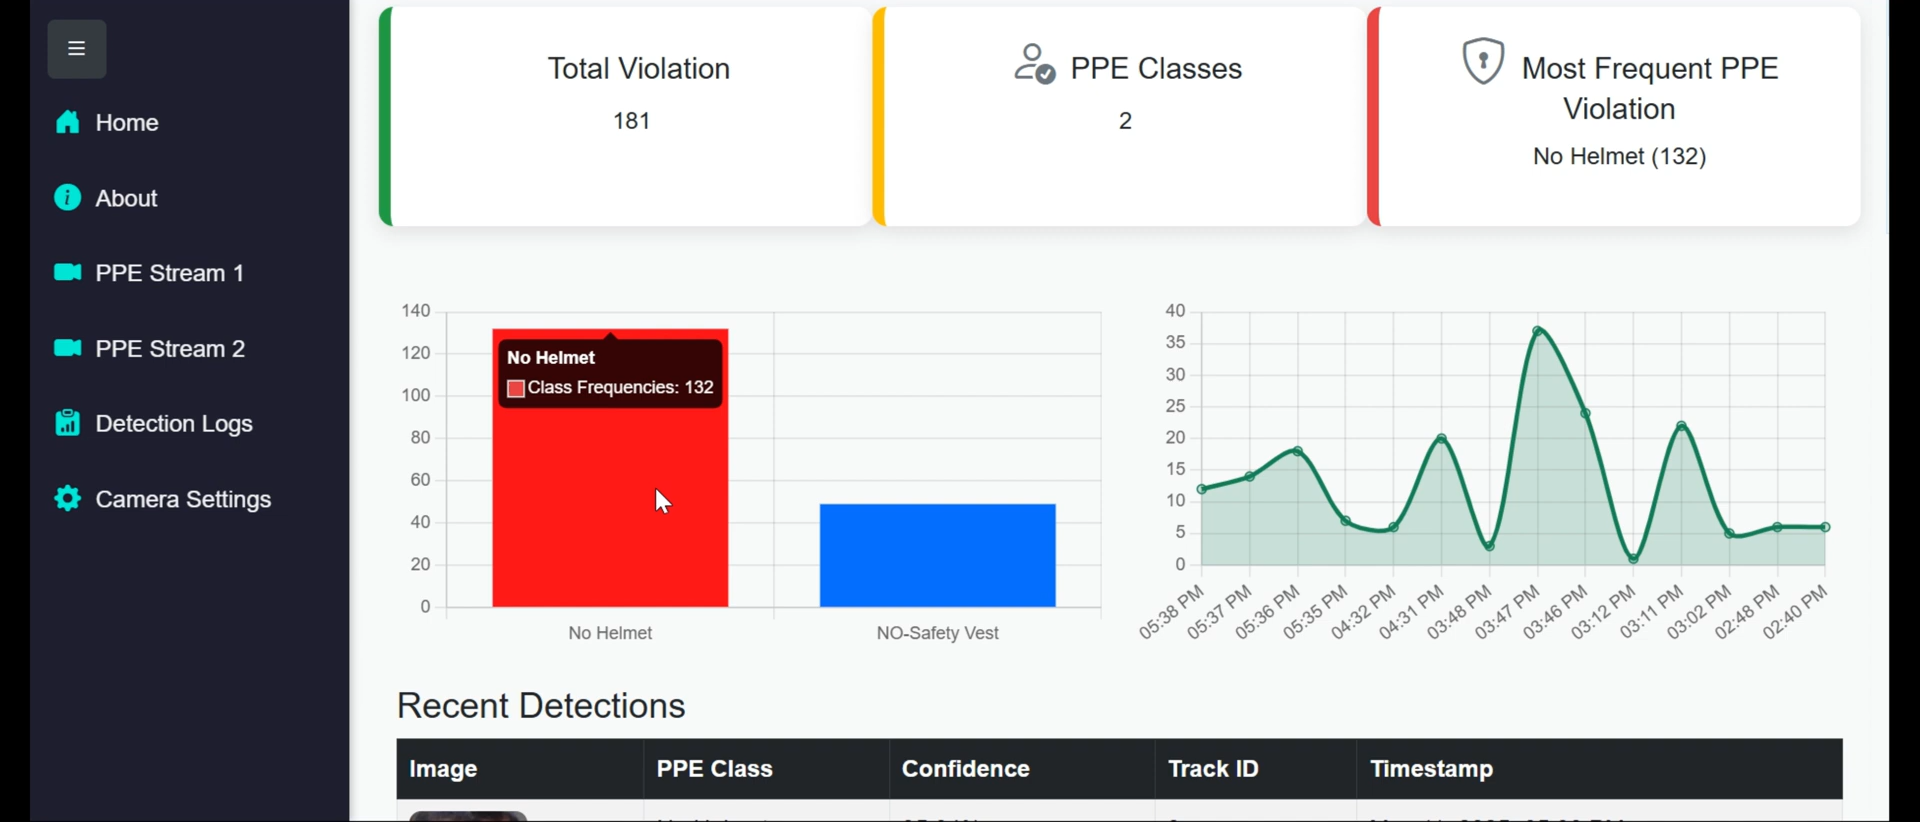 Home
About
PPE Stream 1
PPE Stream 2
Detection Logs
Camera Settings
Total Violation
181
PPE Classes
2
Most Frequent PPE
Violation
No Helmet (132)
140
120
100
80
60
40
20
0
No Helmet
Class Frequencies: 132
No Helmet
NO-Safety Vest
40
35
30
25
20
15
10
5
0
05:38 PM
05:37 PM
05:36 PM
05:35 PM
04:32 PM
04:31 PM
03:48 PM
03:47 PM
03:46 PM
03:12 PM
03:11 PM
03:02 PM
02:48 PM
02:40 PM
Recent Detections
Image PPE Class Confidence Track ID Timestamp